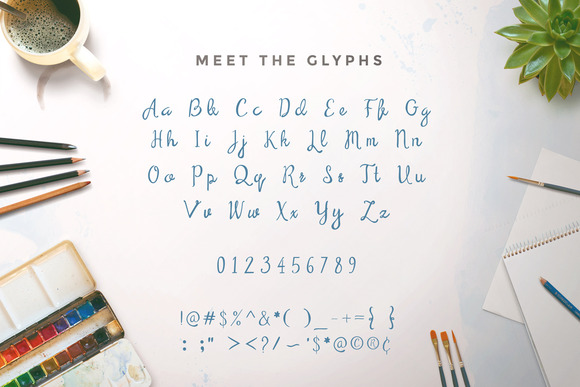 MEET THE GLYPHS
Aa Bb Cc Dd Ee Ff Gg
Hh Ii Jj Kk Ll Mm Nn
Oo Pp Qq Rr Ss Tt Uu
Vv Ww Xx Yy Zz
0123456789
!@#$%^&*( )_-+={ }
: ;" ><?/~'$*@©®¢